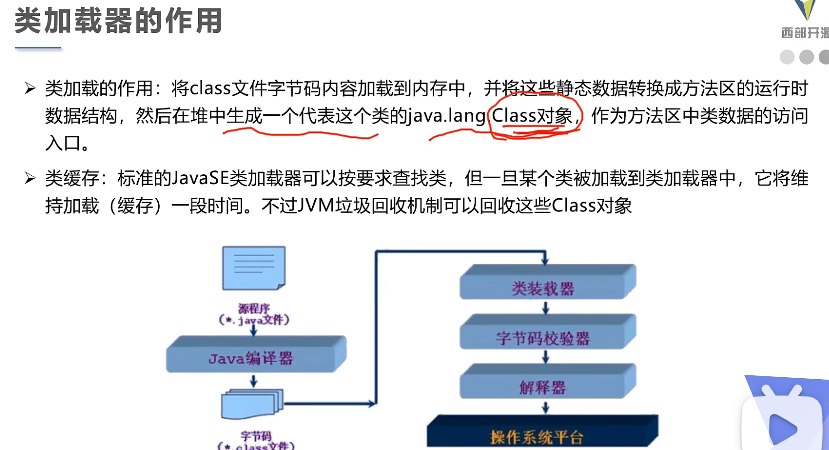 类加载器的作用
西部开源
类加载的作用：将class文件字节码内容加载到内存中，并将这些静态数据转换成方法区的运行时
数据结构，然后在堆中生成一个代表这个类的java.lang.Class对象，作为方法区中类数据的访问
入口。
类缓存：标准的JavaSE类加载器可以按要求查找类，但一旦某个类被加载到类加载器中，它将维
持加载（缓存）一段时间。不过JVM垃圾回收机制可以回收这些Class对象
源程序
(*.java文件)
Java编译器
字节码
(*.class文件)
类装载器
字节码校验器
解释器
操作系统平台